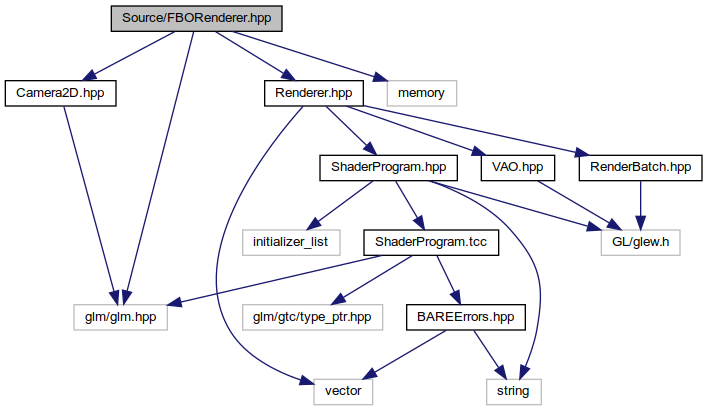 Source/FBORenderer.hpp
Camera2D.hpp
Renderer.hpp
memory
ShaderProgram.hpp
VAO.hpp
RenderBatch.hpp
initializer_list
ShaderProgram.tcc
GL/glew.h
glm/glm.hpp
glm/gtc/type_ptr.hpp
BAREErrors.hpp
vector
string